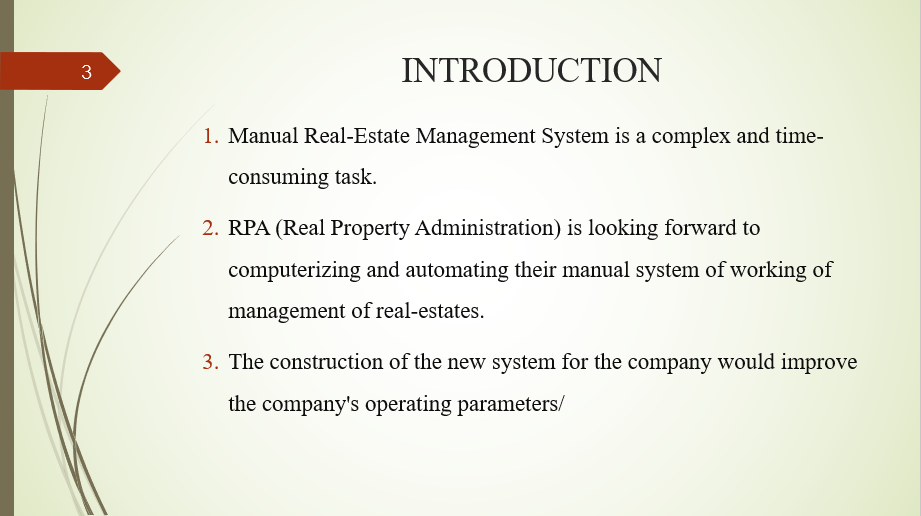 3
INTRODUCTION
1. Manual Real-Estate Management System is a complex and time-
consuming task.
2. RPA (Real Property Administration) is looking forward to
computerizing and automating their manual system of working of
management of real-estates.
3. The construction of the new system for the company would improve
the company's operating parameters/